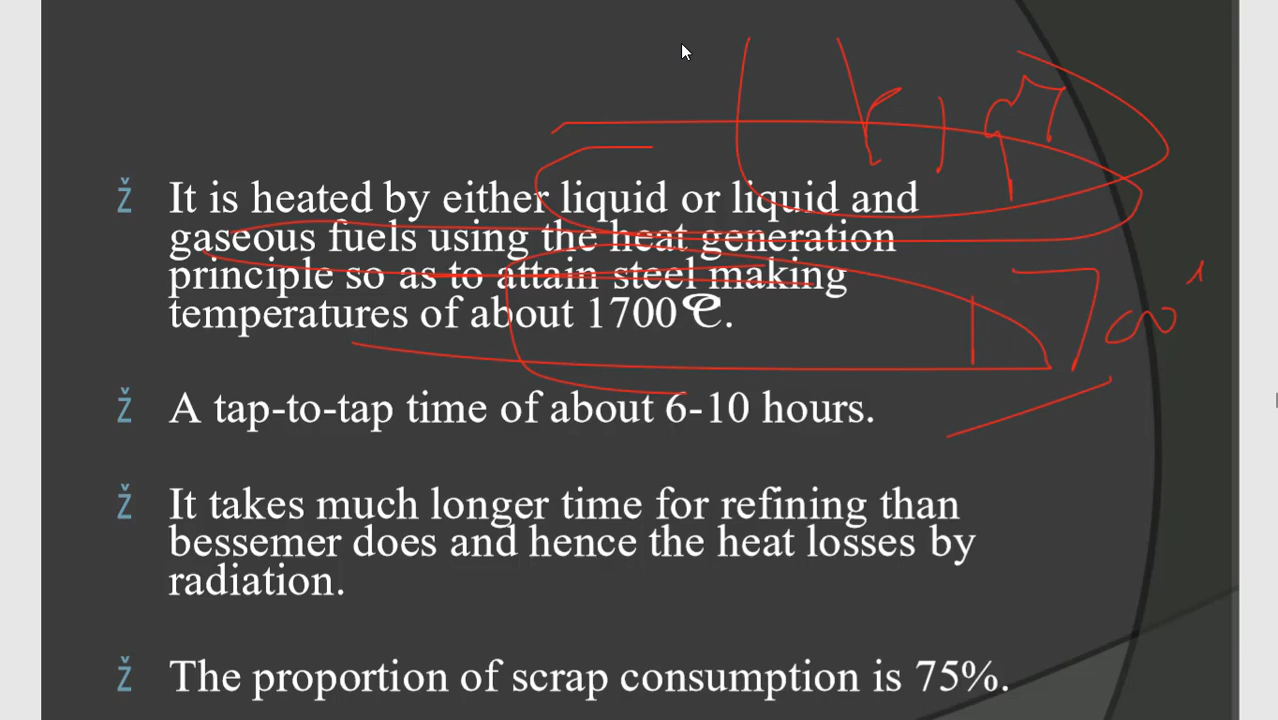 Ž It is heated by either liquid or liquid and
gaseous fuels using the heat generation
principle so as to attain steel making
temperatures of about 1700℃.
Ž A tap-to-tap time of about 6-10 hours.
Ž It takes much longer time for refining than
bessemer does and hence the heat losses by
radiation.
Ž The proportion of scrap consumption is 75%.